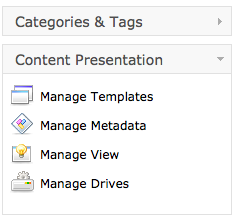 Categories & Tags
Content Presentation
Manage Templates
Manage Metadata
Manage View
Manage Drives